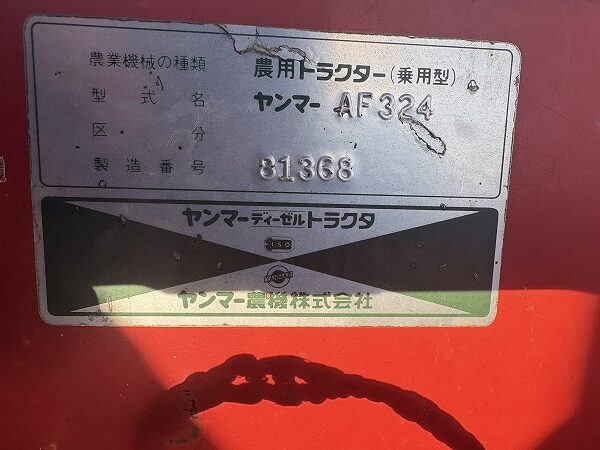 農業機械の種類 農用トラクター(乗用型)
型式名 ヤンマー AF324
区分
製造番号 81368
ヤンマーディーゼルトラクタ
ISO
YANMAR
ヤンマー農機株式会社